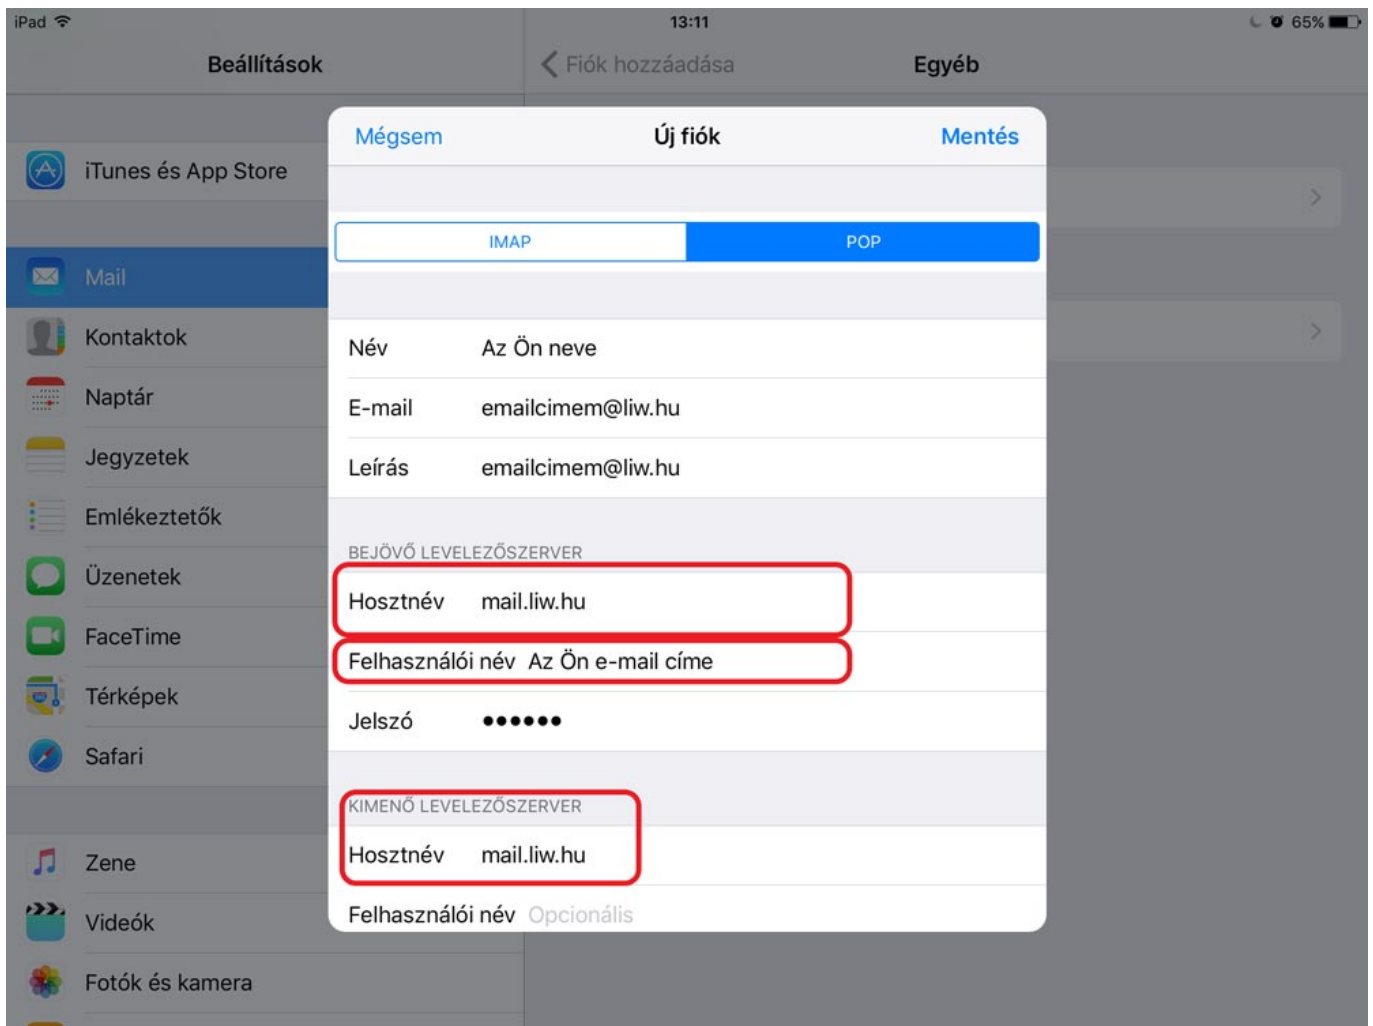 iPad 13:11 65%
Beállítások
Fiók hozzáadása Egyéb
iTunes és App Store
Mail
Kontaktok
Naptár
Jegyzetek
Emlékeztetők
Üzenetek
FaceTime
Térképek
Safari
Zene
Videók
Fotók és kamera
Mégsem Új fiók Mentés
IMAP POP
Név Az Ön neve
E-mail emailcimem@liw.hu
Leírás emailcimem@liw.hu
BEJÖVŐ LEVELEZŐSZERVER
Hosztnév mail.liw.hu
Felhasználói név Az Ön e-mail címe
Jelszó ••••••
KIMENŐ LEVELEZŐSZERVER
Hosztnév mail.liw.hu
Felhasználói név Opcionális